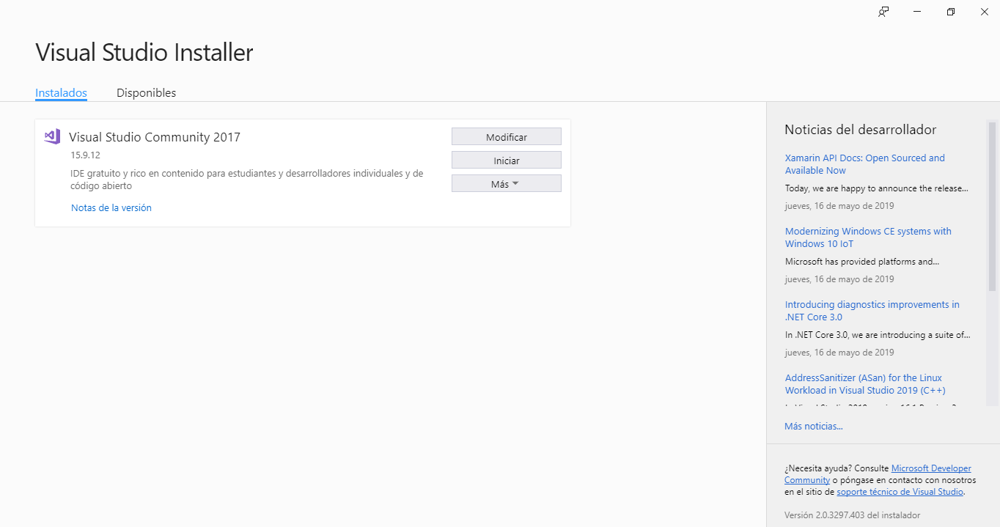 Visual Studio Installer
Instalados
Disponibles
Visual Studio Community 2017
15.9.12
IDE gratuito y rico en contenido para estudiantes y desarrolladores individuales y de
código abierto
Notas de la versión
Modificar
Iniciar
Más
Noticias del desarrollador
Xamarin API Docs: Open Sourced and
Available Now
Today, we are happy to announce the release...
jueves, 16 de mayo de 2019
Modernizing Windows CE systems with
Windows 10 IoT
Microsoft has provided platforms and...
jueves, 16 de mayo de 2019
Introducing diagnostics improvements in
.NET Core 3.0
In .NET Core 3.0, we are introducing a suite of...
jueves, 16 de mayo de 2019
AddressSanitizer (ASan) for the Linux
Workload in Visual Studio 2019 (C++)
Más noticias...
¿Necesita ayuda? Consulte Microsoft Developer
Community o póngase en contacto con nosotros
en el sitio de soporte técnico de Visual Studio.
Versión 2.0.3297.403 del instalador